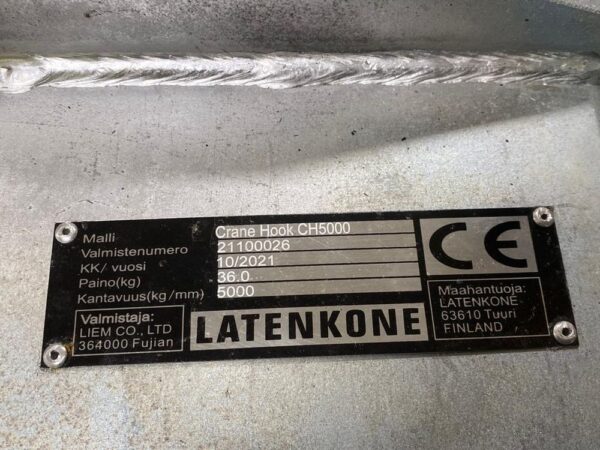 Malli Crane Hook CH5000
Valmistenumero 21100026
KK/ vuosi 10/2021
Paino(kg) 36.0
Kantavuus(kg/mm) 5000
CE
Valmistaja:
LIEM CO., LTD
364000 Fujian
LATENKONE
Maahantuoja:
LATENKONE
63610 Tuuri
FINLAND